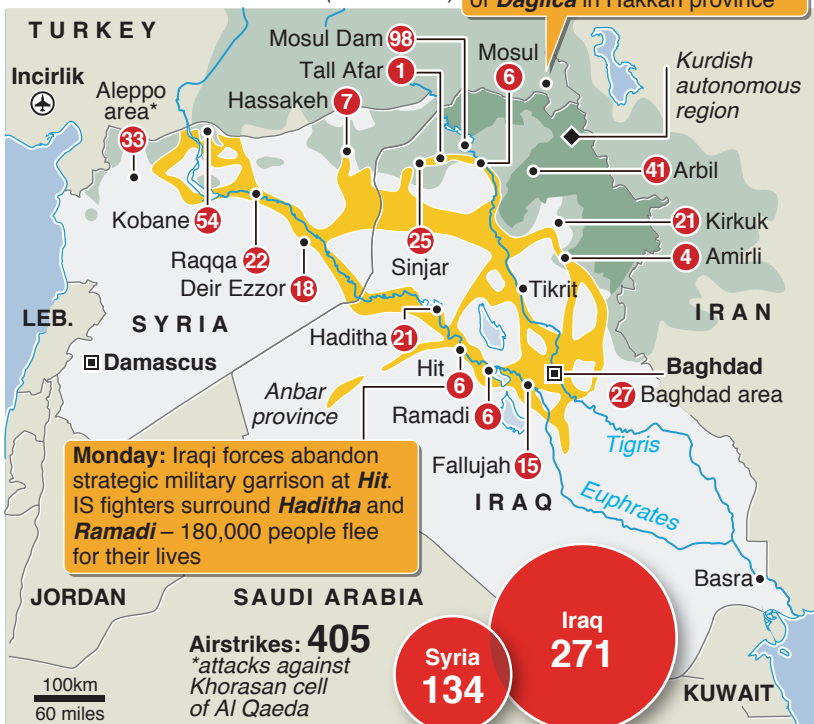 of Daglica in Hakkari province
TURKEY
Incirlik
Aleppo
area*
33
Mosul Dam 98
Tall Afar 1
Hassakeh 7
Mosul
6
Kurdish
autonomous
region
41 Arbil
21 Kirkuk
4 Amirli
Kobane 54
Raqqa 22
Deir Ezzor 18
25
Sinjar
Tikrit
LEB.
SYRIA
IRAN
Haditha 21
Damascus
Hit
6
Baghdad
27 Baghdad area
Anbar
province
Ramadi 6
Tigris
Monday: Iraqi forces abandon
strategic military garrison at Hit.
IS fighters surround Haditha and
Ramadi – 180,000 people flee
for their lives
Fallujah 15
IRAQ
Euphrates
Basra
JORDAN
SAUDI ARABIA
Airstrikes: 405
*attacks against
Khorasan cell
of Al Qaeda
Syria
134
Iraq
271
KUWAIT
100km
60 miles